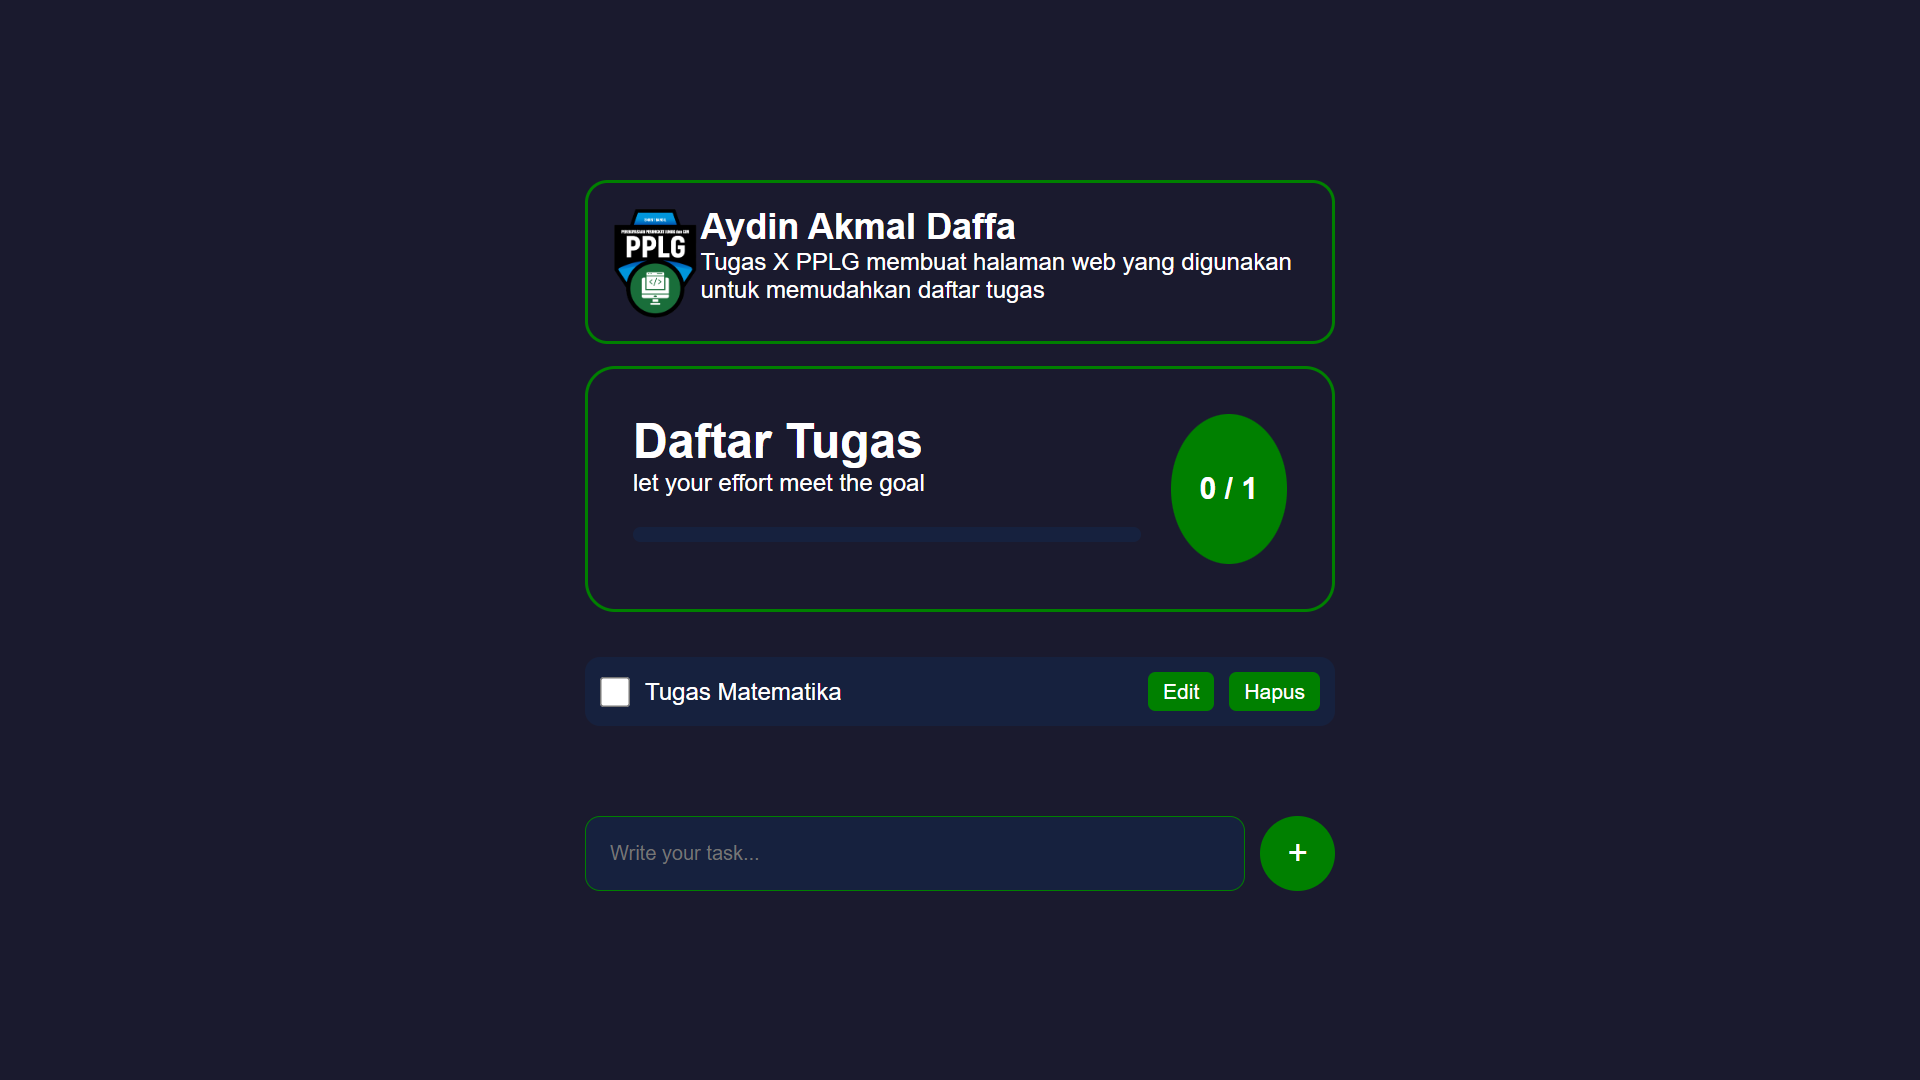 PPLG
Aydin Akmal Daffa
Tugas X PPLG membuat halaman web yang digunakan
untuk memudahkan daftar tugas
Daftar Tugas
let your effort meet the goal
0 / 1
Tugas Matematika
Edit
Hapus
Write your task...
+